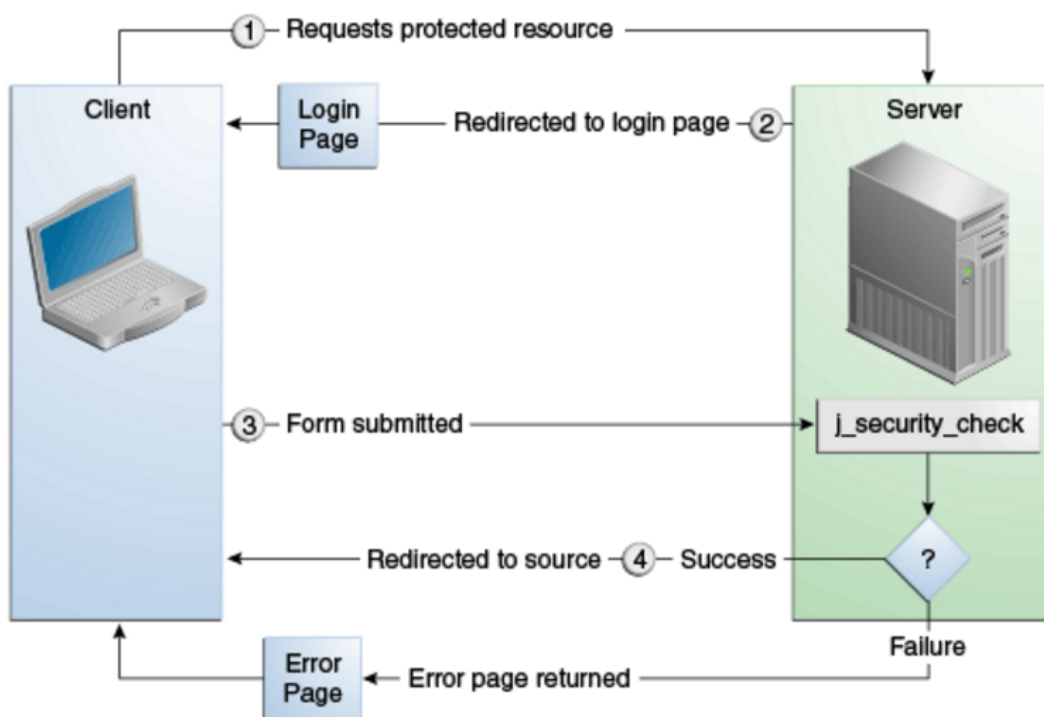 1 Requests protected resource
Client
Login
Page
Redirected to login page 2
Server
3 Form submitted
j_security_check
Redirected to source 4 Success
?
Failure
Error
Page
Error page returned